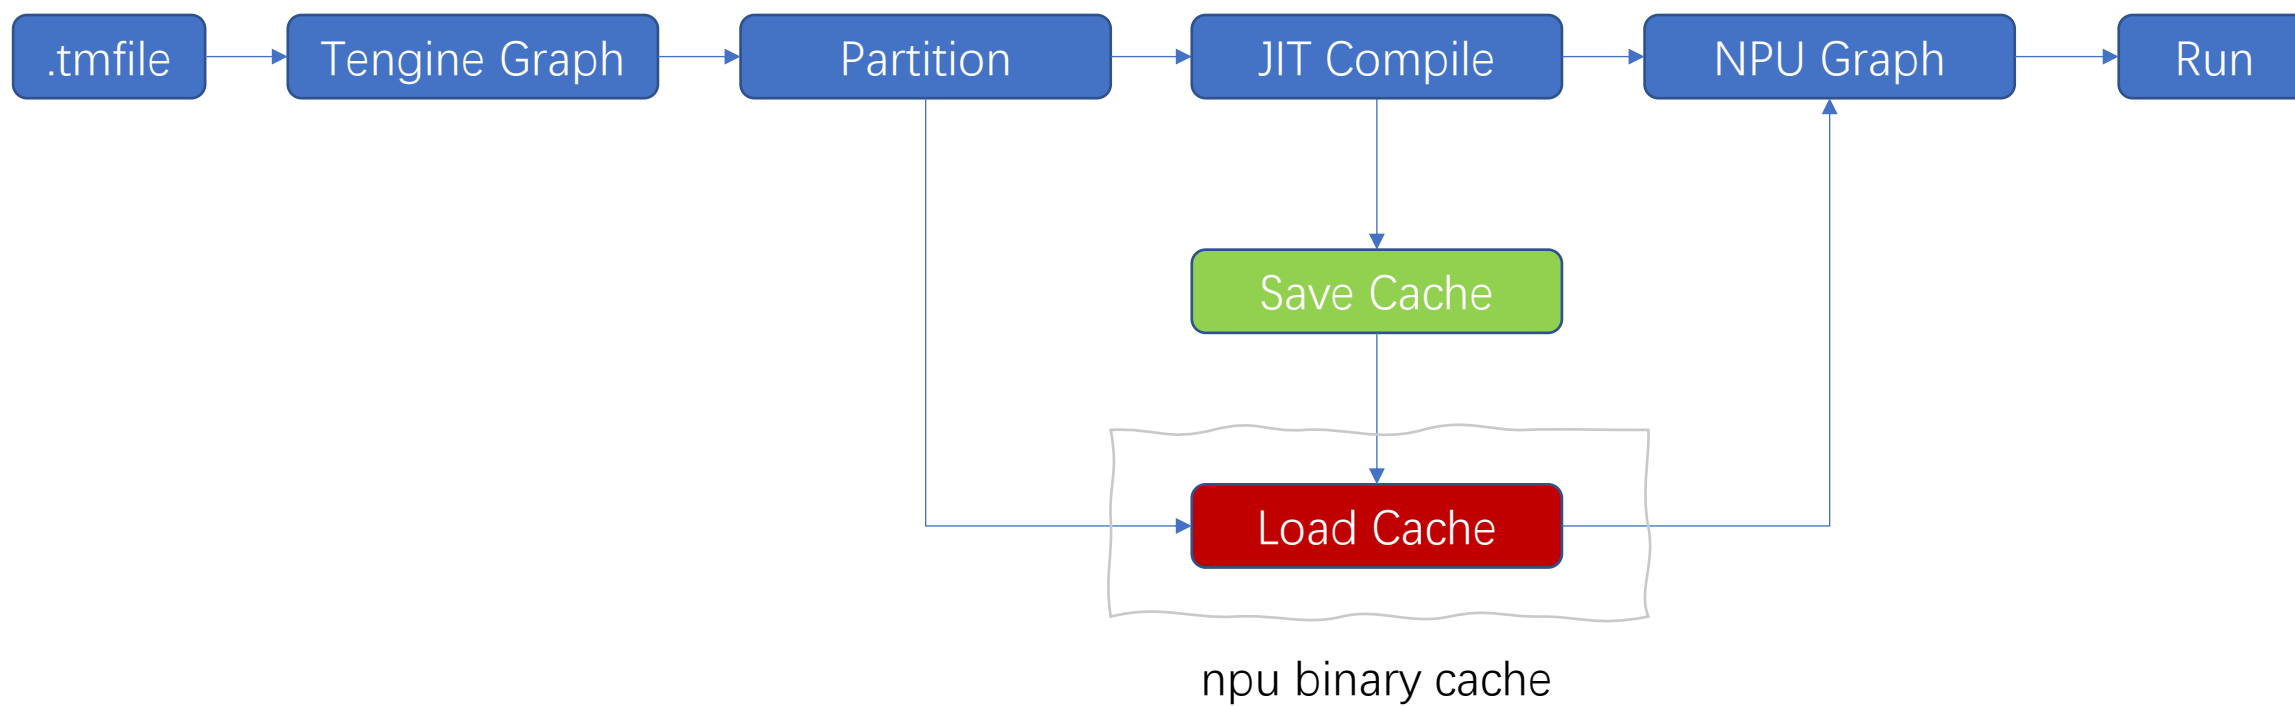 .tmfile
Tengine Graph
Partition
JIT Compile
NPU Graph
Run
Save Cache
Load Cache
npu binary cache